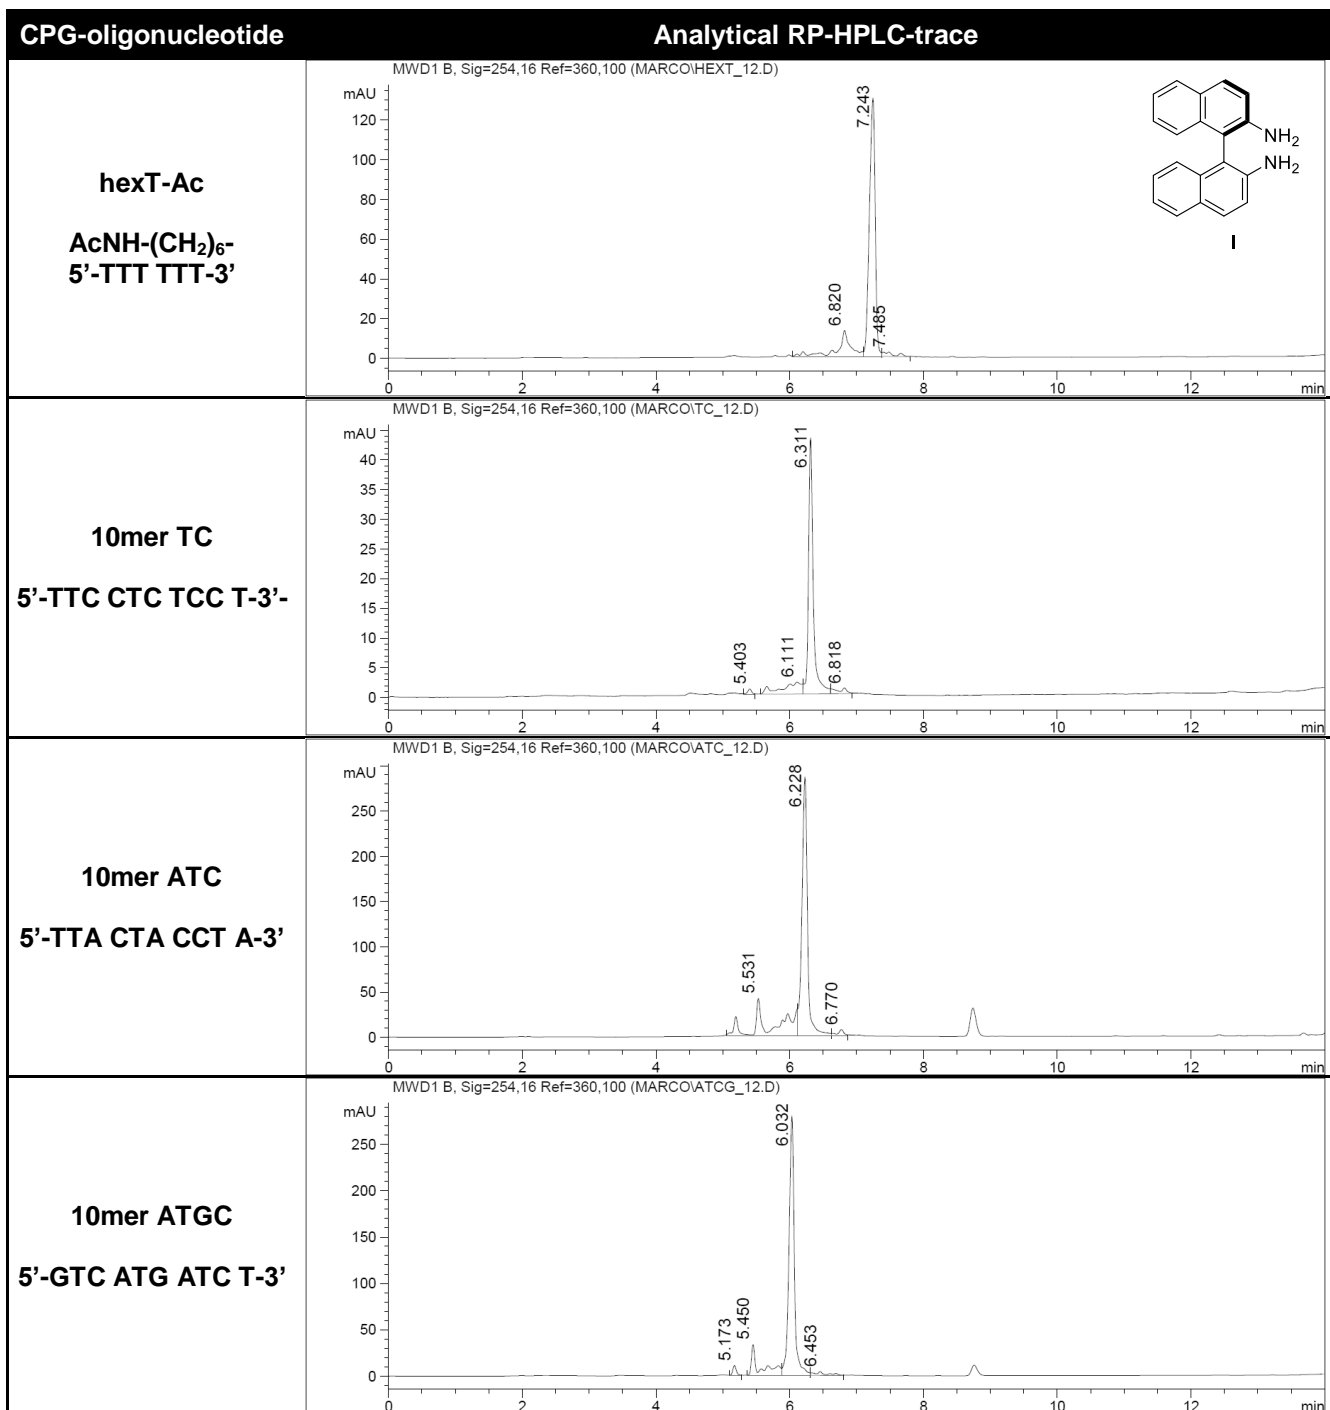 CPG-oligonucleotide Analytical RP-HPLC-trace
hexT-Ac
AcNH-(CH₂)₆-
5’-TTT TTT-3’
MWD1 B, Sig=254,16 Ref=360,100 (MARCO\HEXT_12.D)
mAU
120
100
80
60
40
20
0
6.820
7.243
7.485
0 2 4 6 8 10 12 min
NH₂
NH₂
I
10mer TC
5’-TTC CTC TCC T-3’-
MWD1 B, Sig=254,16 Ref=360,100 (MARCO\TC_12.D)
mAU
40
35
30
25
20
15
10
5
0
5.403
6.111
6.311
6.818
0 2 4 6 8 10 12 min
10mer ATC
5’-TTA CTA CCT A-3’
MWD1 B, Sig=254,16 Ref=360,100 (MARCO\ATC_12.D)
mAU
250
200
150
100
50
0
5.531
6.228
6.770
0 2 4 6 8 10 12 min
10mer ATGC
5’-GTC ATG ATC T-3’
MWD1 B, Sig=254,16 Ref=360,100 (MARCO\ATCG_12.D)
mAU
250
200
150
100
50
0
5.173
5.450
6.032
6.453
0 2 4 6 8 10 12 min